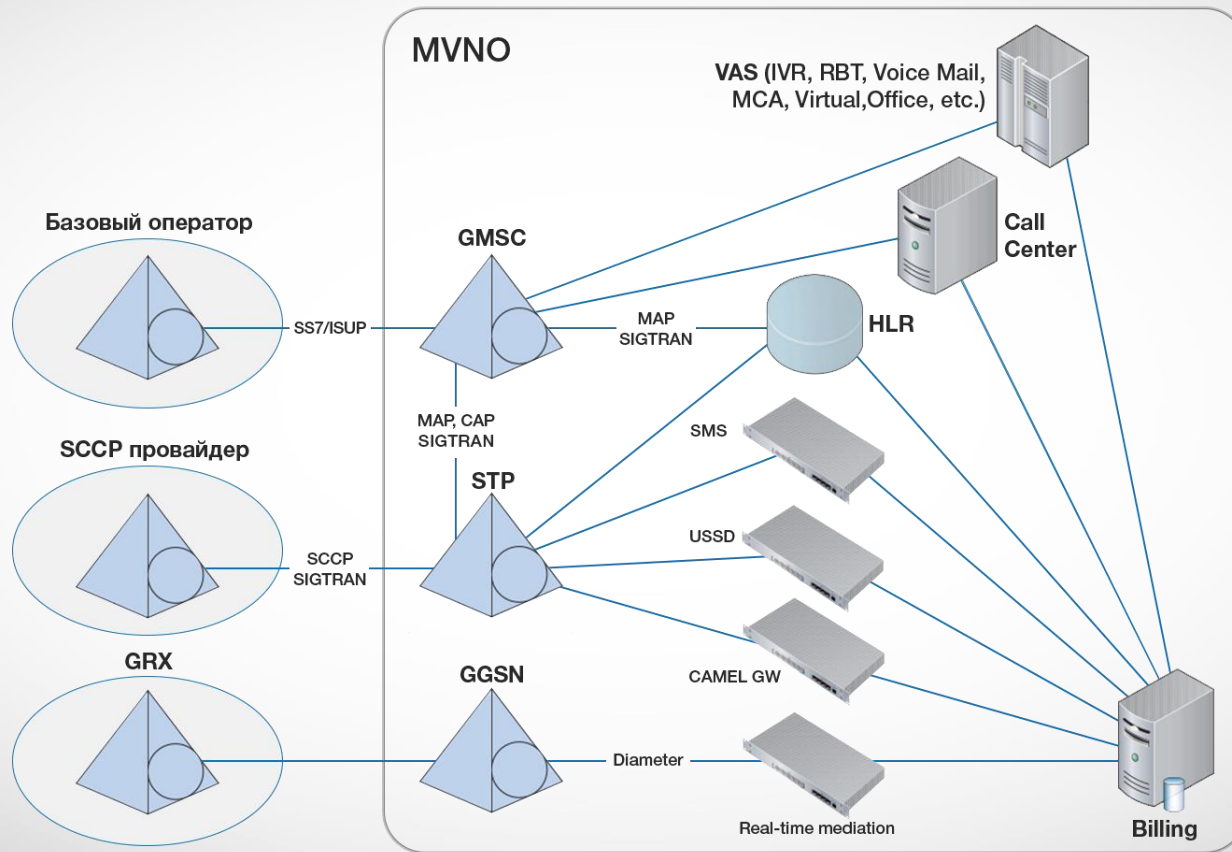 MVNO
VAS (IVR, RBT, Voice Mail,
MCA, Virtual,Office, etc.)
Базовый оператор
GMSC
Call
Center
SS7/ISUP
MAP
SIGTRAN
HLR
MAP, CAP
SIGTRAN
SMS
SCCP провайдер
STP
USSD
SCCP
SIGTRAN
GRX
GGSN
CAMEL GW
Diameter
Real-time mediation
Billing